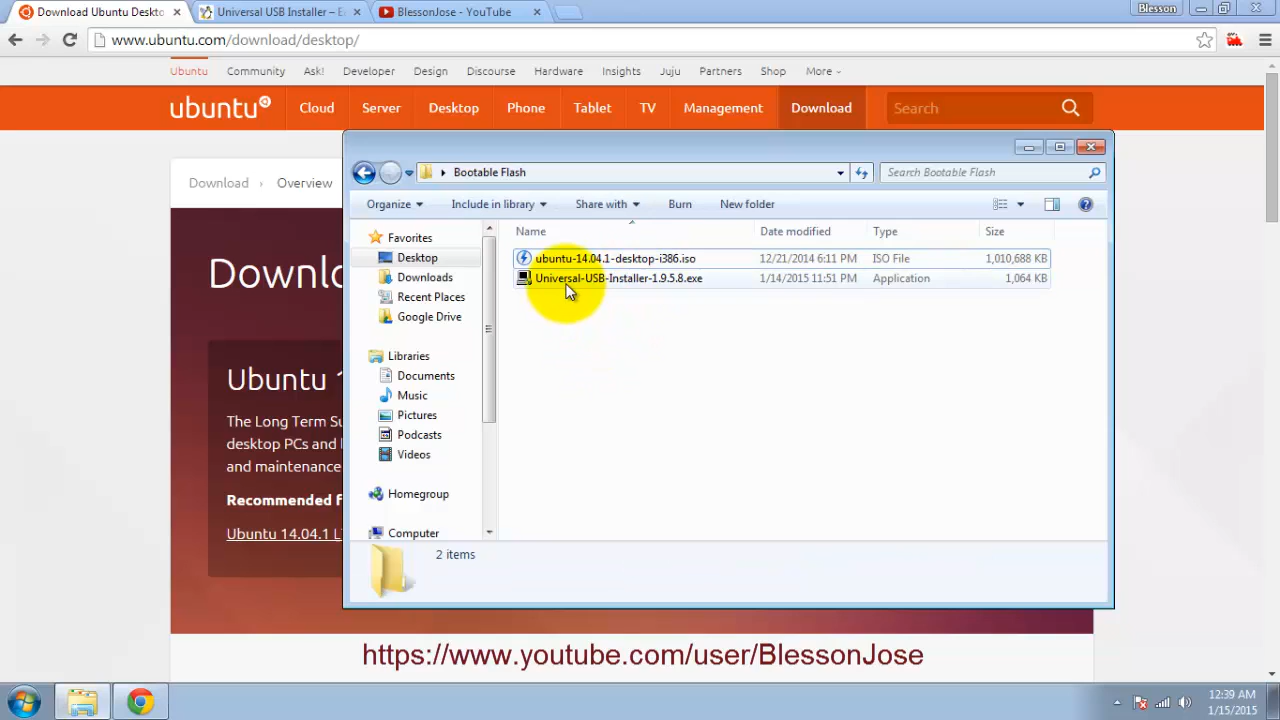 Download Ubuntu Deskto
Universal USB Installer – Ea
BlessonJose - YouTube
Blesson
www.ubuntu.com/download/desktop/
Ubuntu Community Ask! Developer Design Discourse Hardware Insights Juju Partners Shop More
ubuntu Cloud Server Desktop Phone Tablet TV Management Download Search
Download › Overview
Downlo
Ubuntu 1
The Long Term Su
desktop PCs and l
and maintenance
Recommended f
Ubuntu 14.04.1 LT
Bootable Flash
Search Bootable Flash
Organize Include in library Share with Burn New folder
Favorites
Desktop
Downloads
Recent Places
Google Drive
Libraries
Documents
Music
Pictures
Podcasts
Videos
Homegroup
Computer
Name Date modified Type Size
ubuntu-14.04.1-desktop-i386.iso 12/21/2014 6:11 PM ISO File 1,010,688 KB
Universal-USB-Installer-1.9.5.8.exe 1/14/2015 11:51 PM Application 1,064 KB
2 items
https://www.youtube.com/user/BlessonJose
12:39 AM
1/15/2015